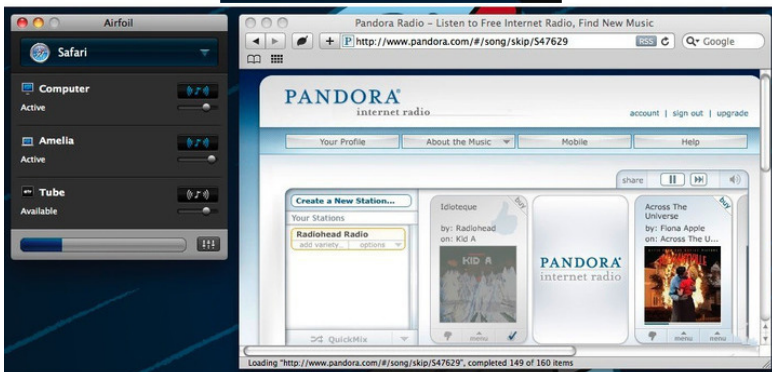 Airfoil
Safari
Computer
Active
Amelia
Active
Tube
Available
Pandora Radio – Listen to Free Internet Radio, Find New Music
P http://www.pandora.com/#/song/skip/S47629
RSS
Google
PANDORA
internet radio
account | sign out | upgrade
Your Profile
About the Music
Mobile
Help
share
Create a New Station...
Your Stations
Radiohead Radio
add variety... | options
QuickMix
Idioteque
buy
by: Radiohead
on: Kid A
KID A
menu
PANDORA
internet radio
Across The
Universe
buy
by: Fiona Apple
on: Across The U...
menu
menu
Loading "http://www.pandora.com/#/song/skip/S47629", completed 149 of 160 items